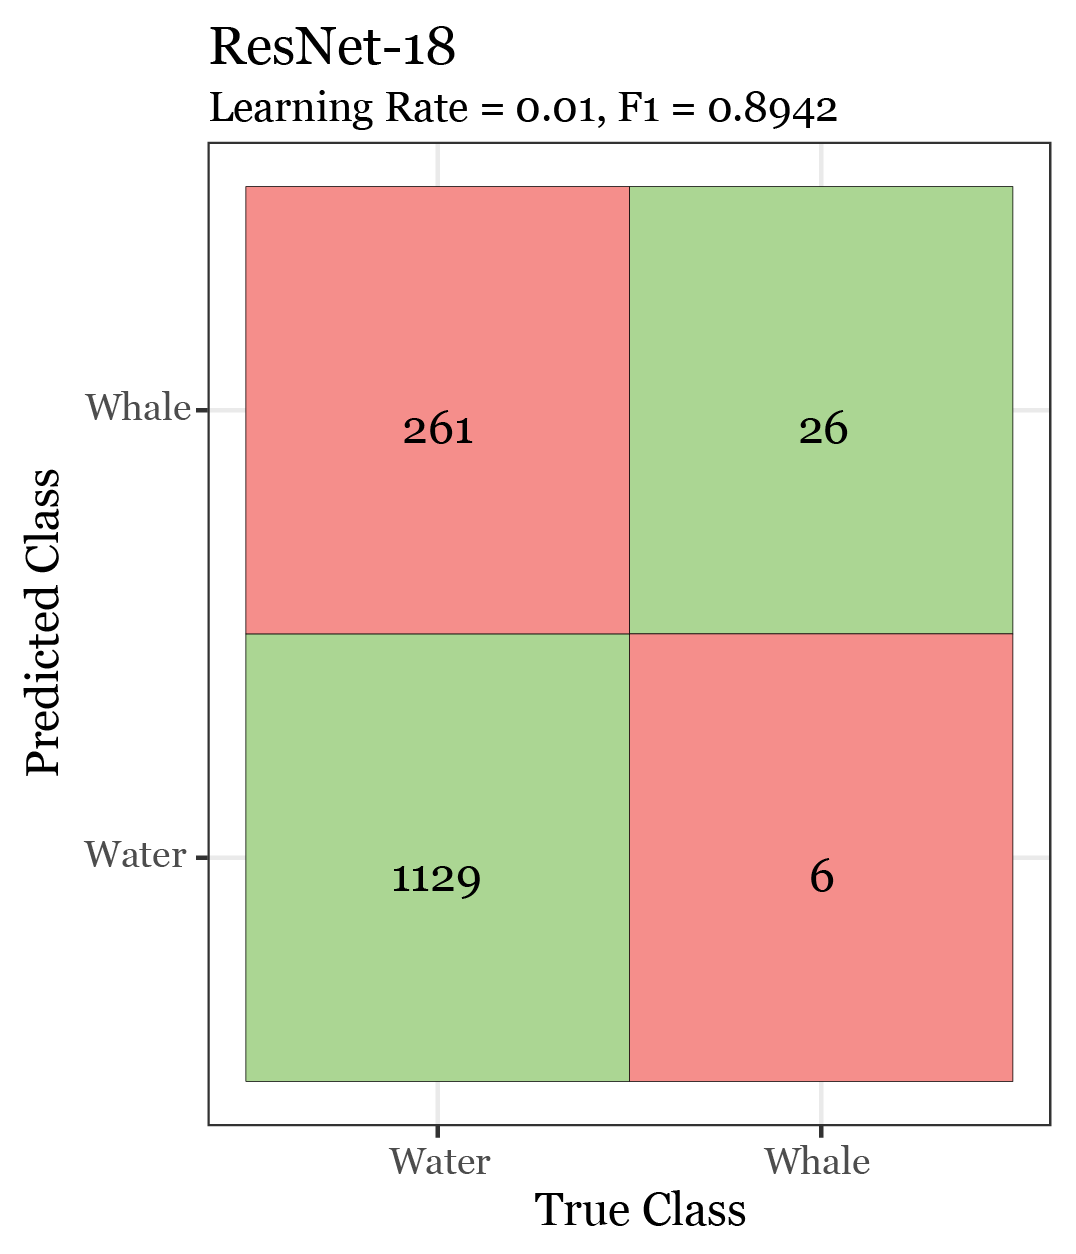 ResNet-18
Learning Rate = 0.01, F1 = 0.8942
Predicted Class
Whale
261
26
Water
1129
6
Water
Whale
True Class